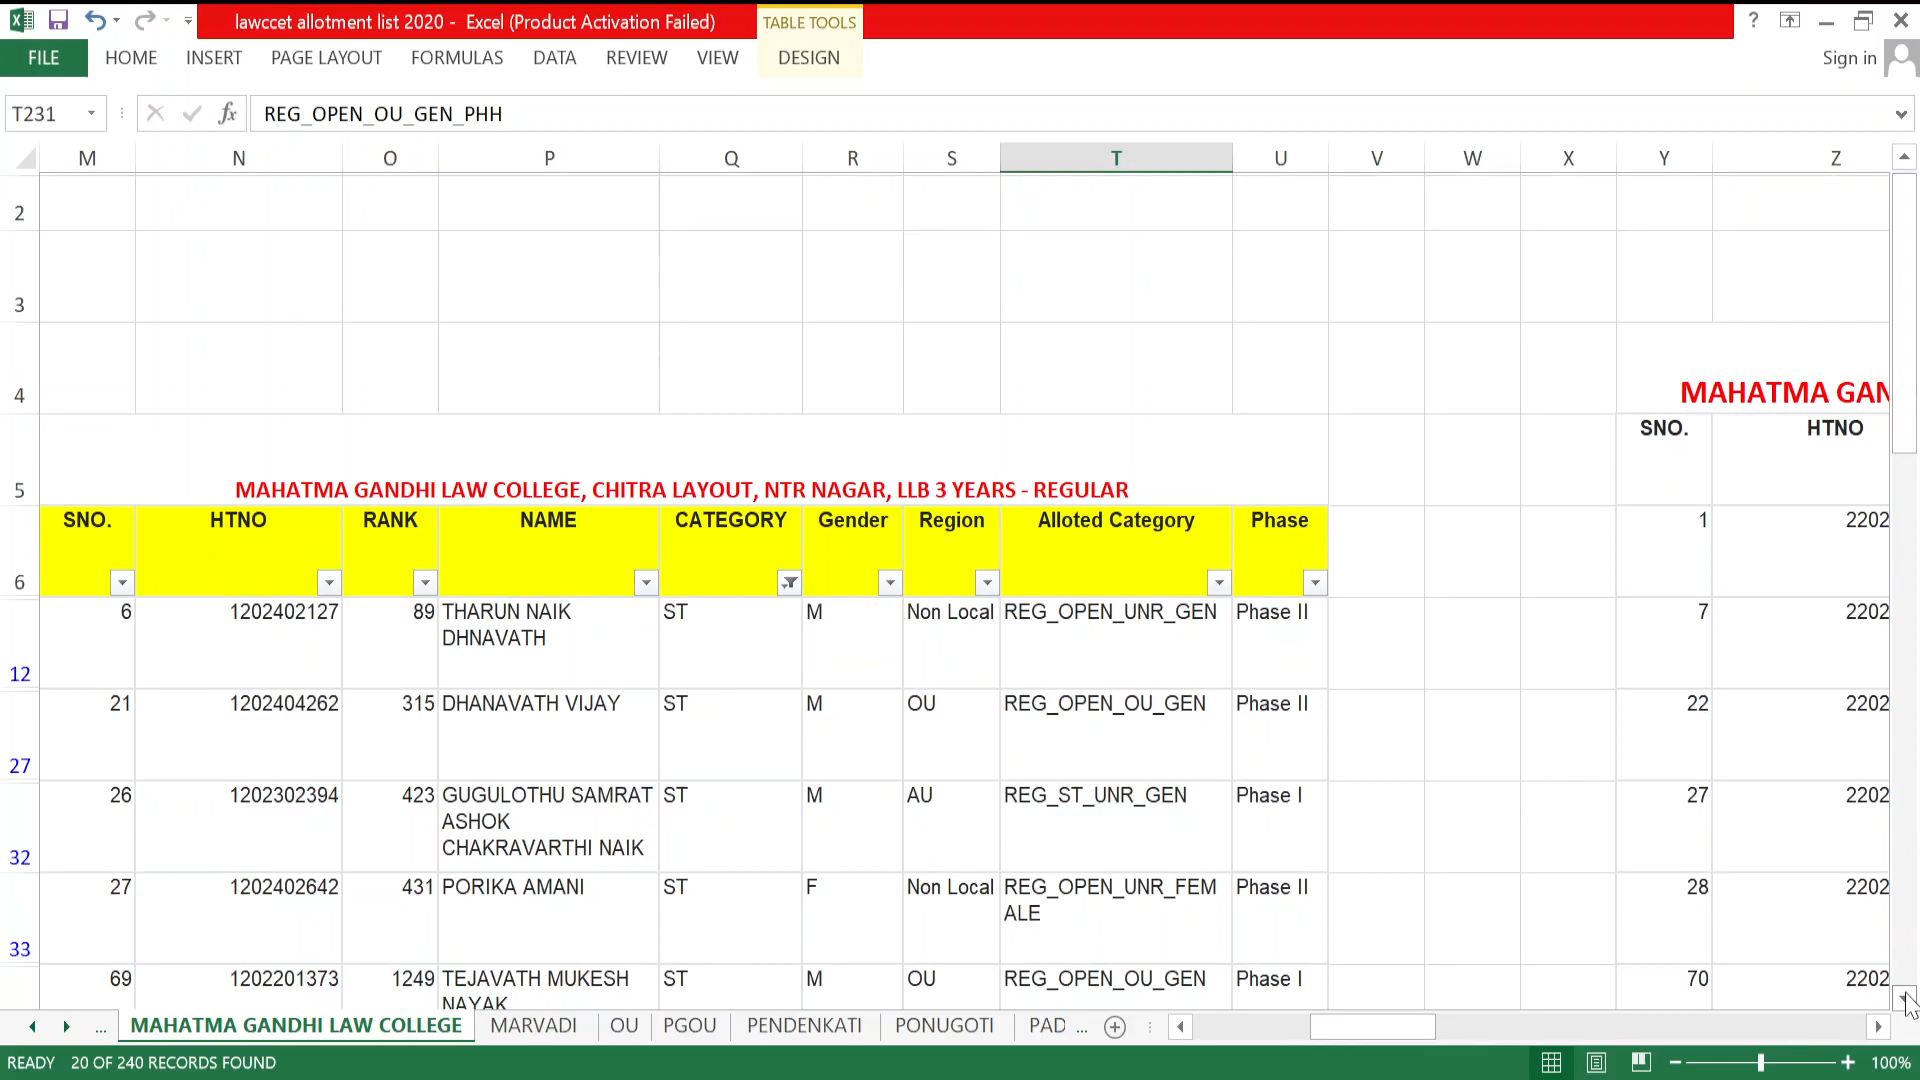 lawccet allotment list 2020 - Excel (Product Activation Failed)
TABLE TOOLS
?
FILE HOME INSERT PAGE LAYOUT FORMULAS DATA REVIEW VIEW DESIGN
Sign in
T231
fx
REG_OPEN_OU_GEN_PHH
M N O P Q R S T U V W X Y Z
2
3
4
MAHATMA GAN
SNO. HTNO
5
MAHATMA GANDHI LAW COLLEGE, CHITRA LAYOUT, NTR NAGAR, LLB 3 YEARS - REGULAR
SNO. HTNO RANK NAME CATEGORY Gender Region Alloted Category Phase
1 2202
6
6 1202402127 89 THARUN NAIK ST M Non Local REG_OPEN_UNR_GEN Phase II 7 2202
DHNAVATH
12
21 1202404262 315 DHANAVATH VIJAY ST M OU REG_OPEN_OU_GEN Phase II 22 2202
27
26 1202302394 423 GUGULOTHU SAMRAT ST M AU REG_ST_UNR_GEN Phase I 27 2202
ASHOK
CHAKRAVARTHI NAIK
32
27 1202402642 431 PORIKA AMANI ST F Non Local REG_OPEN_UNR_FEM Phase II 28 2202
ALE
33
69 1202201373 1249 TEJAVATH MUKESH ST M OU REG_OPEN_OU_GEN Phase I 70 2202
NAYAK
... MAHATMA GANDHI LAW COLLEGE MARVADI OU PGOU PENDENKATI PONUGOTI PAD ...
READY 20 OF 240 RECORDS FOUND
100%